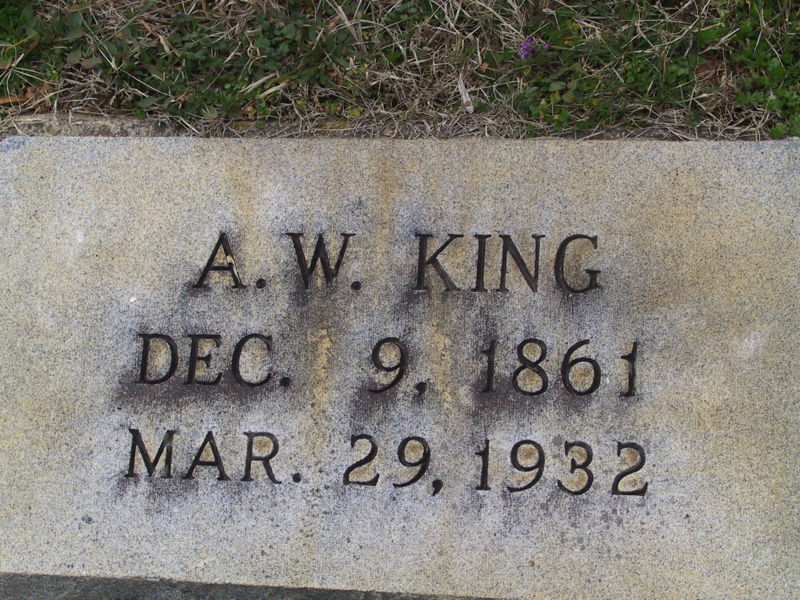 A. W. KING
DEC. 9, 1861
MAR. 29, 1932